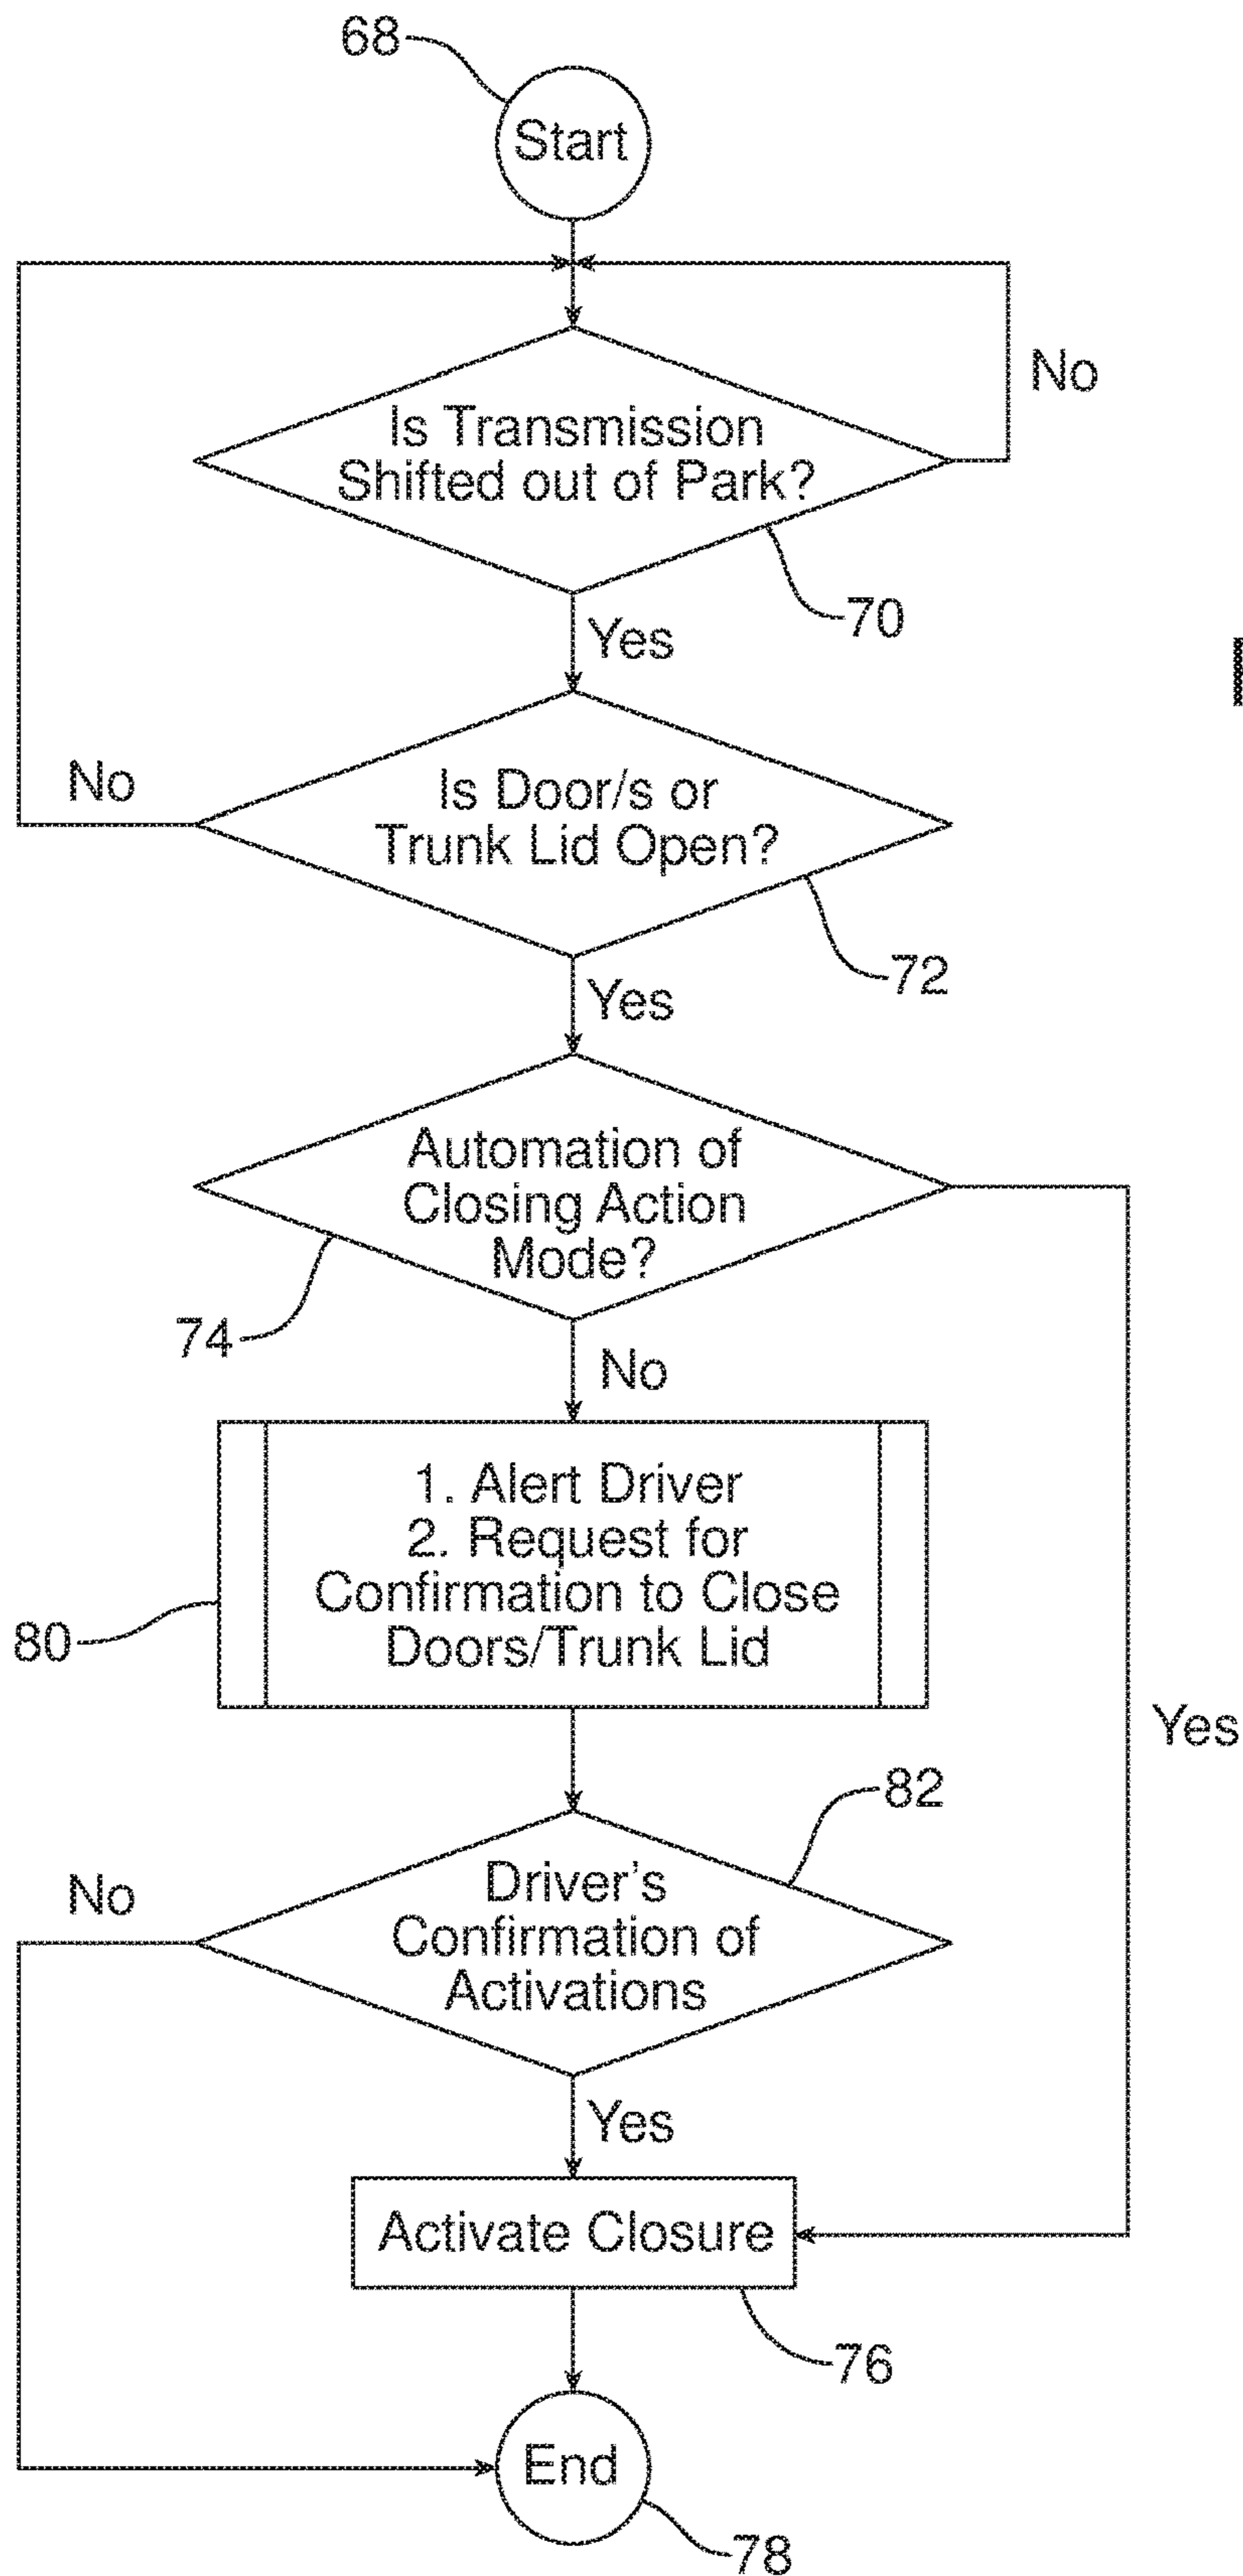 68
Start
No
Is Transmission
Shifted out of Park?
70
Yes
No
Is Door/s or
Trunk Lid Open?
72
Yes
Automation of
Closing Action
Mode?
74
No
1. Alert Driver
2. Request for
Confirmation to Close
Doors/Trunk Lid
80
Yes
82
No
Driver's
Confirmation of
Activations
Yes
Activate Closure
76
End
78